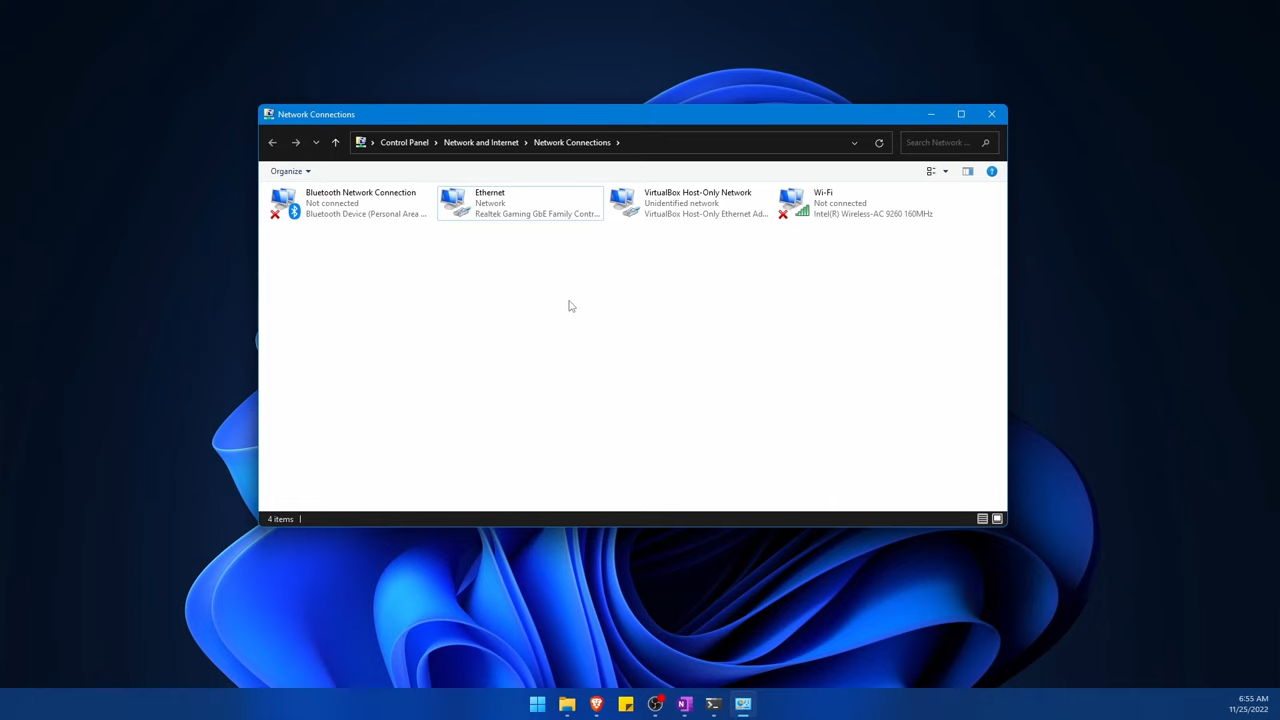 Network Connections
Control Panel
Network and Internet
Network Connections
Search Network ...
Organize
Bluetooth Network Connection
Not connected
Bluetooth Device (Personal Area ...
Ethernet
Network
Realtek Gaming GbE Family Contr...
VirtualBox Host-Only Network
Unidentified network
VirtualBox Host-Only Ethernet Ad...
Wi-Fi
Not connected
Intel(R) Wireless-AC 9260 160MHz
4 items
N
6:55 AM
11/25/2022